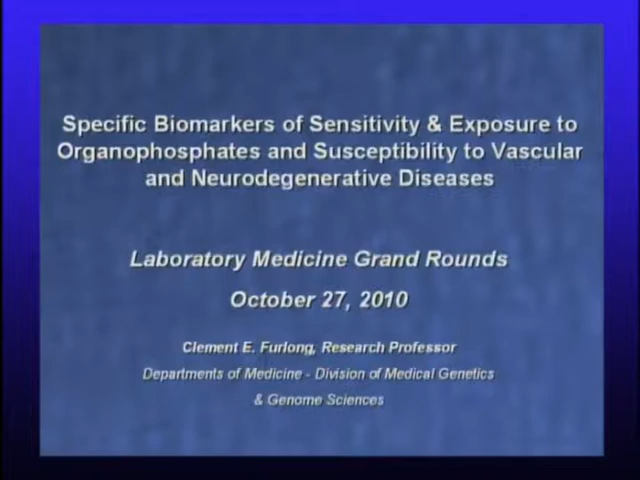 Specific Biomarkers of Sensitivity & Exposure to
Organophosphates and Susceptibility to Vascular
and Neurodegenerative Diseases
Laboratory Medicine Grand Rounds
October 27, 2010
Clement E. Furlong, Research Professor
Departments of Medicine - Division of Medical Genetics
& Genome Sciences